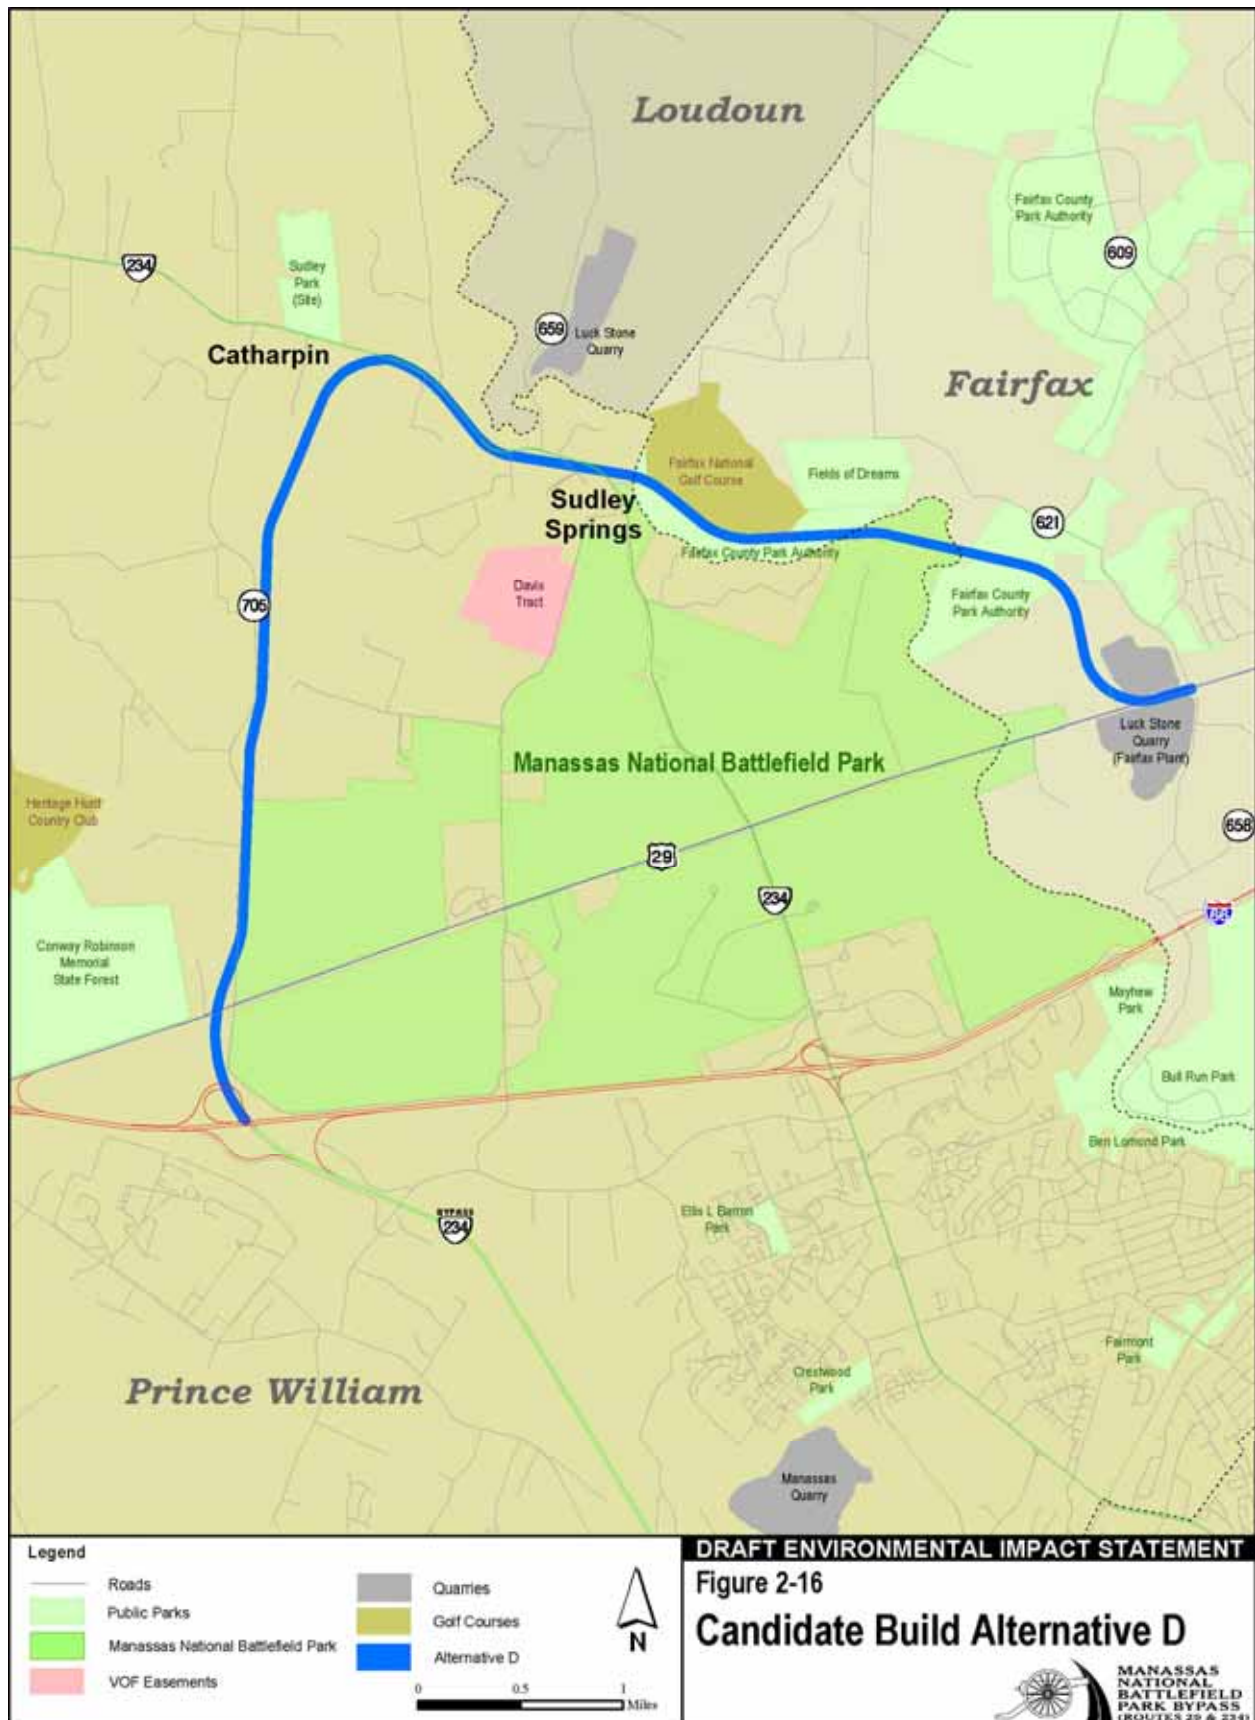 Loudoun
Fairfax County
Park Authority
609
234
Sudley
Park
(Site)
659
Luck Stone
Quarry
Catharpin
Fairfax
Fairfax National
Golf Course
Fields of Dreams
Sudley
Springs
621
Fairfax County Park Authority
Davis
Tract
Fairfax County
Park Authority
705
Luck Stone
Quarry
(Fairfax Plant)
Manassas National Battlefield Park
Heritage Hunt
Country Club
658
29
234
66
Conway Robinson
Memorial
State Forest
Mayhew
Park
Bull Run Park
Ben Lomond Park
BYPASS
234
Ellis L Barron
Park
Fairmont
Park
Crestwood
Park
Prince William
Manassas
Quarry
Legend
Roads
Public Parks
Manassas National Battlefield Park
VOF Easements
Quarries
Golf Courses
Alternative D
N
0 0.5 1
Miles
DRAFT ENVIRONMENTAL IMPACT STATEMENT
Figure 2-16
Candidate Build Alternative D
MANASSAS
NATIONAL
BATTLEFIELD
PARK BYPASS
(ROUTES 29 & 234)